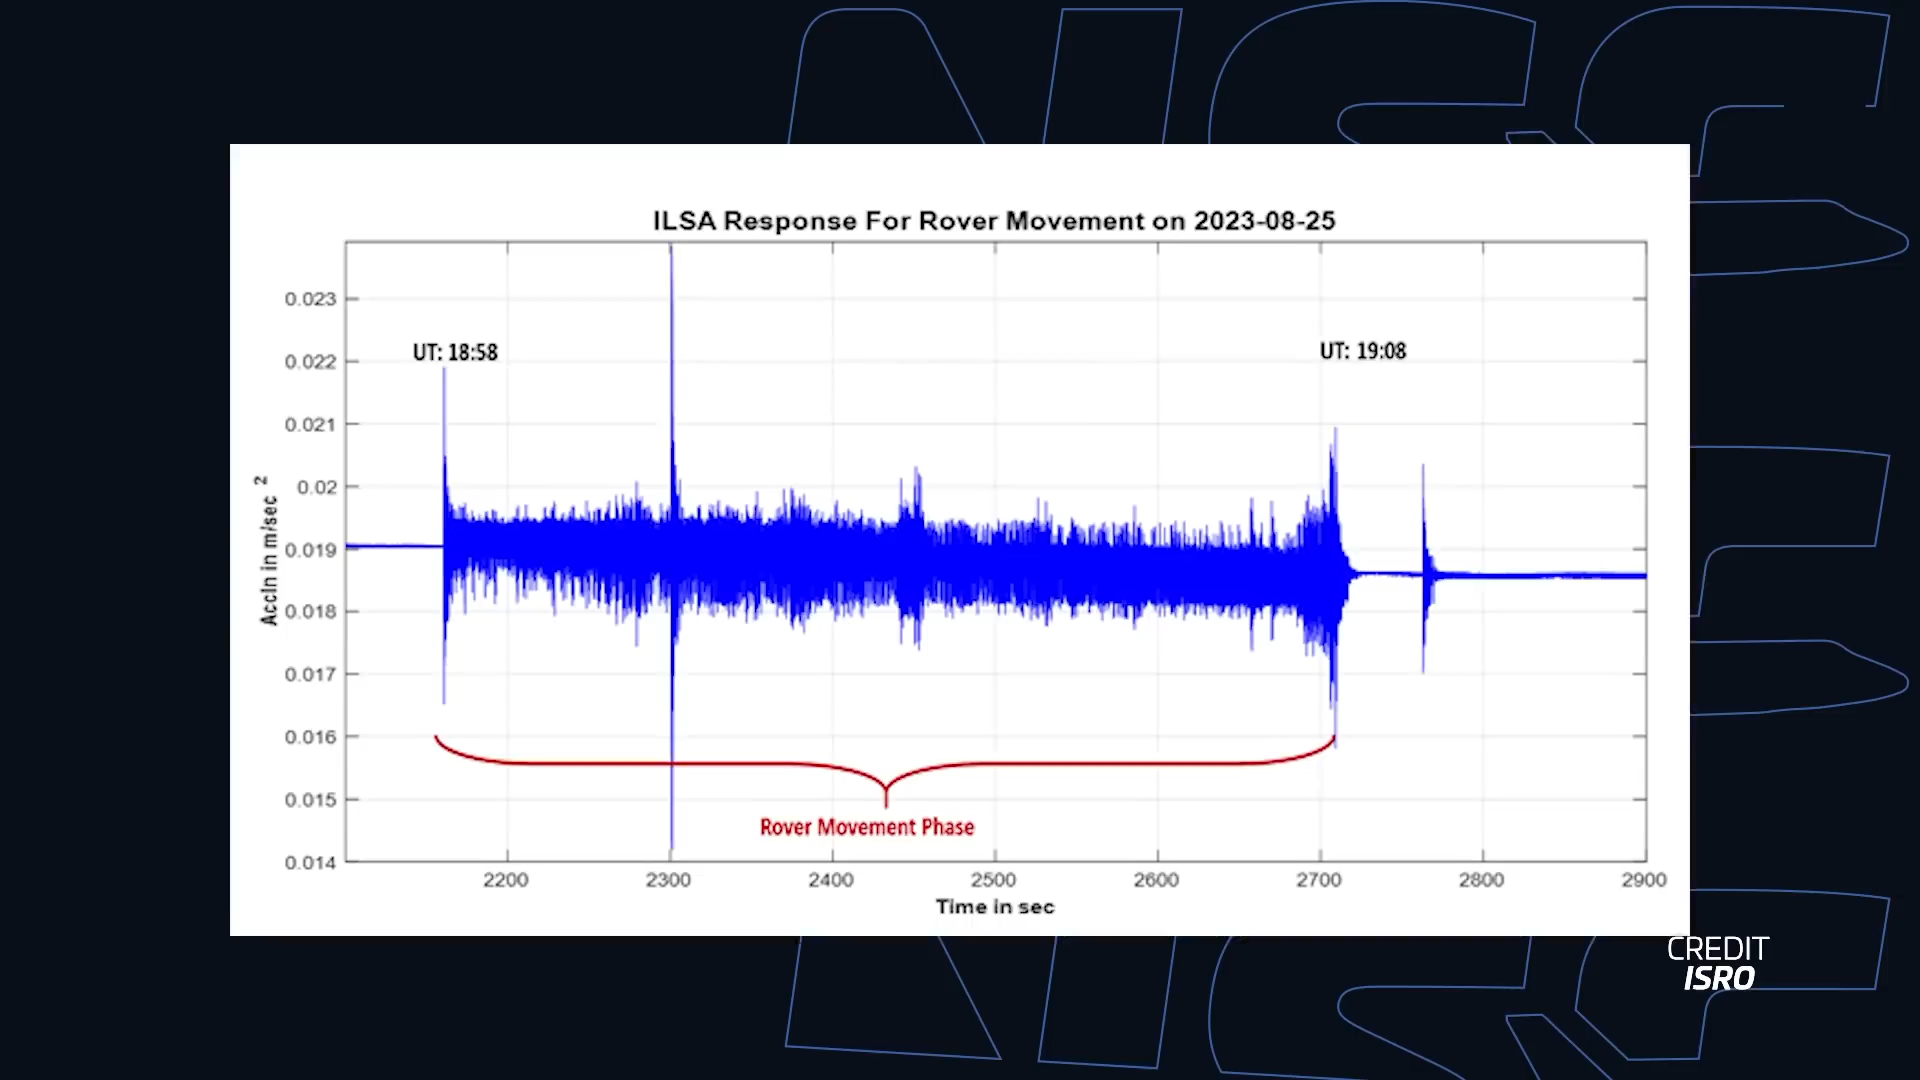 ILSA Response For Rover Movement on 2023-08-25
0.023
0.022
0.021
0.02
0.019
0.018
0.017
0.016
0.015
0.014
Accln in m/sec 2
UT: 18:58
UT: 19:08
Rover Movement Phase
2200 2300 2400 2500 2600 2700 2800 2900
Time in sec
CREDIT
ISRO